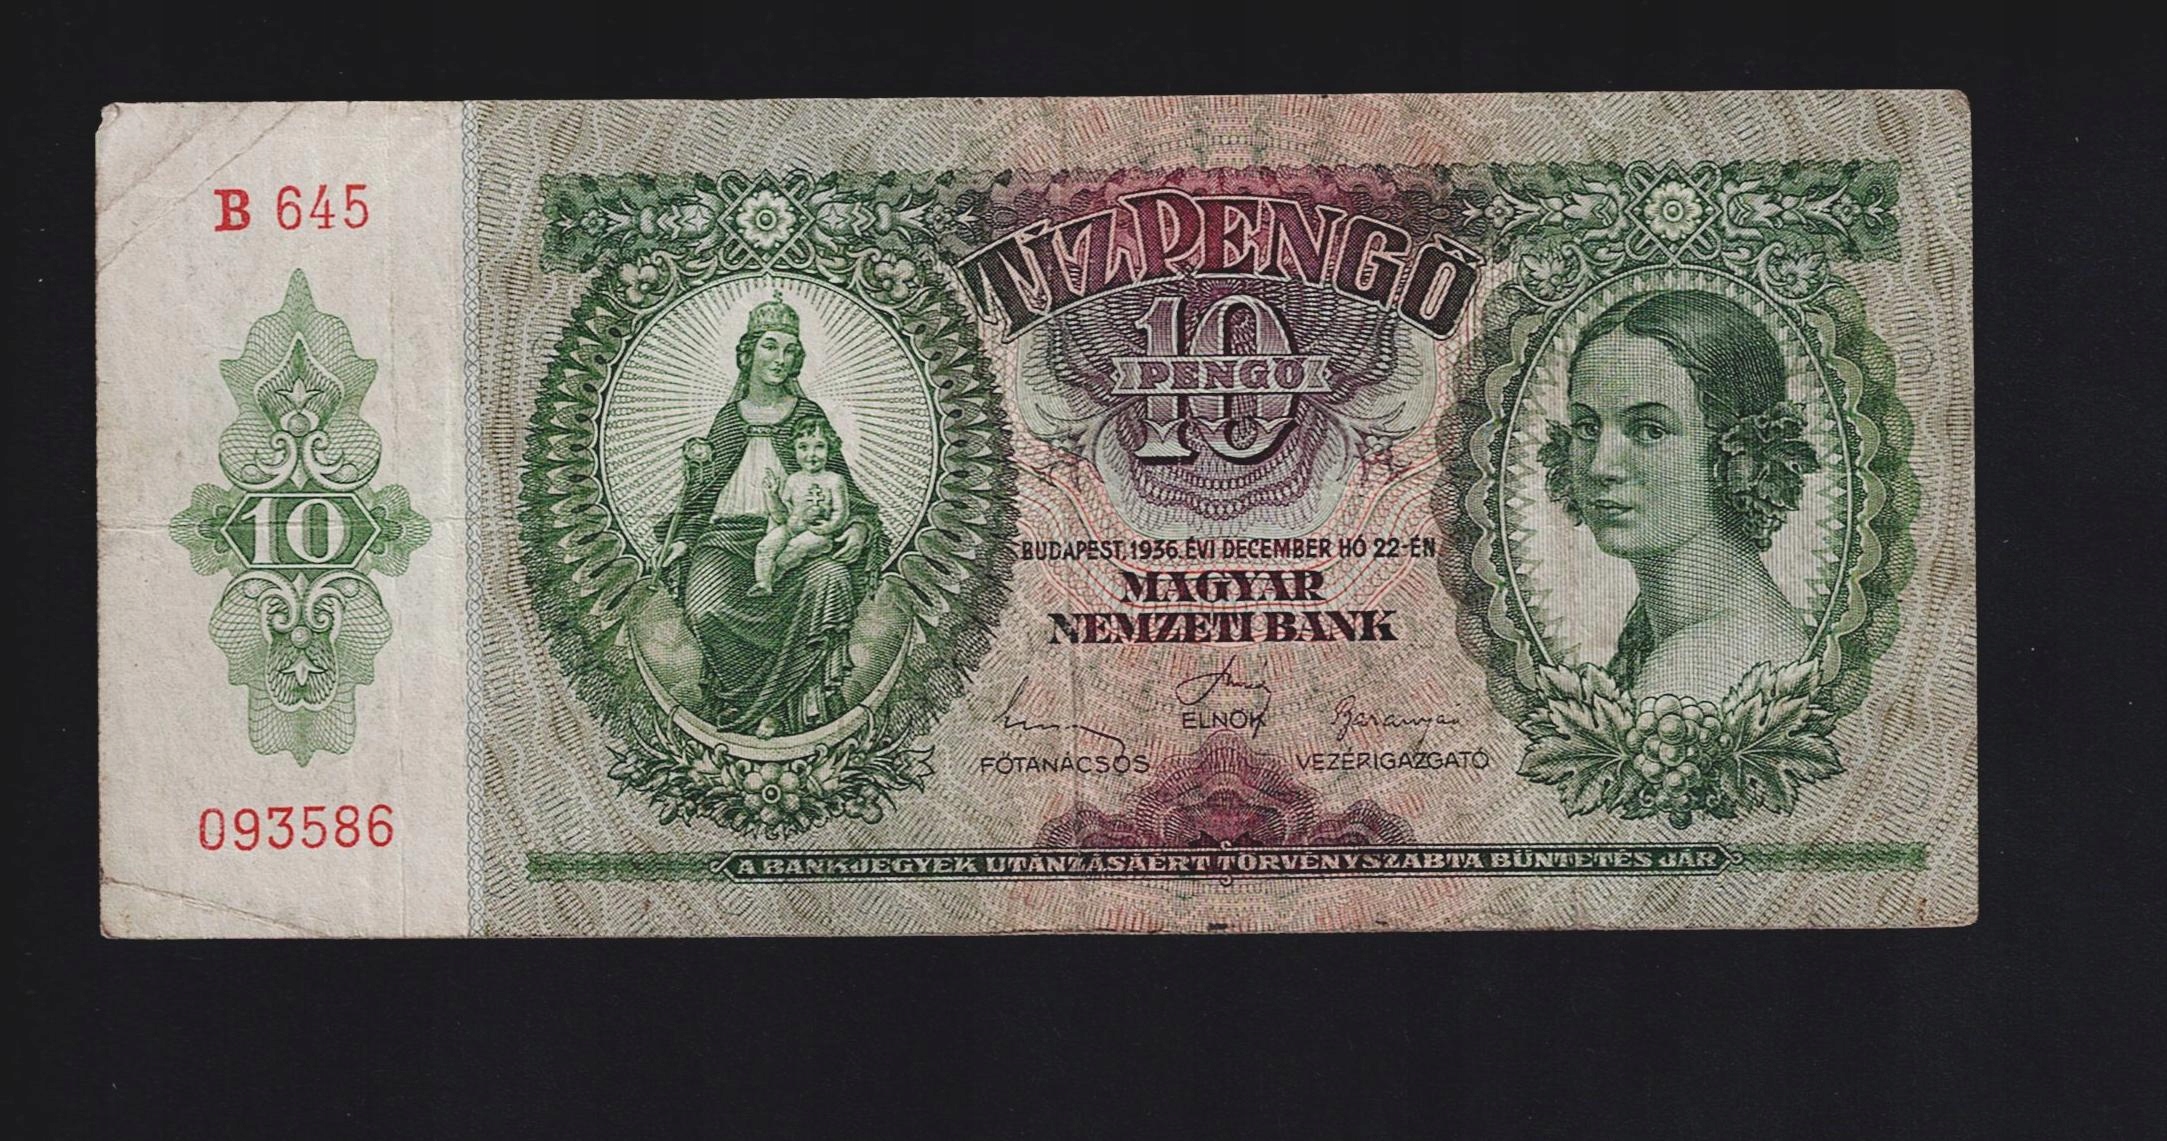 B 645
10
093586
TÍZ PENGŐ
10
PENGŐ
BUDAPEST, 1936. ÉVI DECEMBER HÓ 22-ÉN.
MAGYAR
NEMZETI BANK
ELNÖK
FŐTANÁCSOS
VEZÉRIGAZGATÓ
A BANKJEGYEK UTÁNZÁSÁÉRT TÖRVÉNYSZABTA BÜNTETÉS JÁR